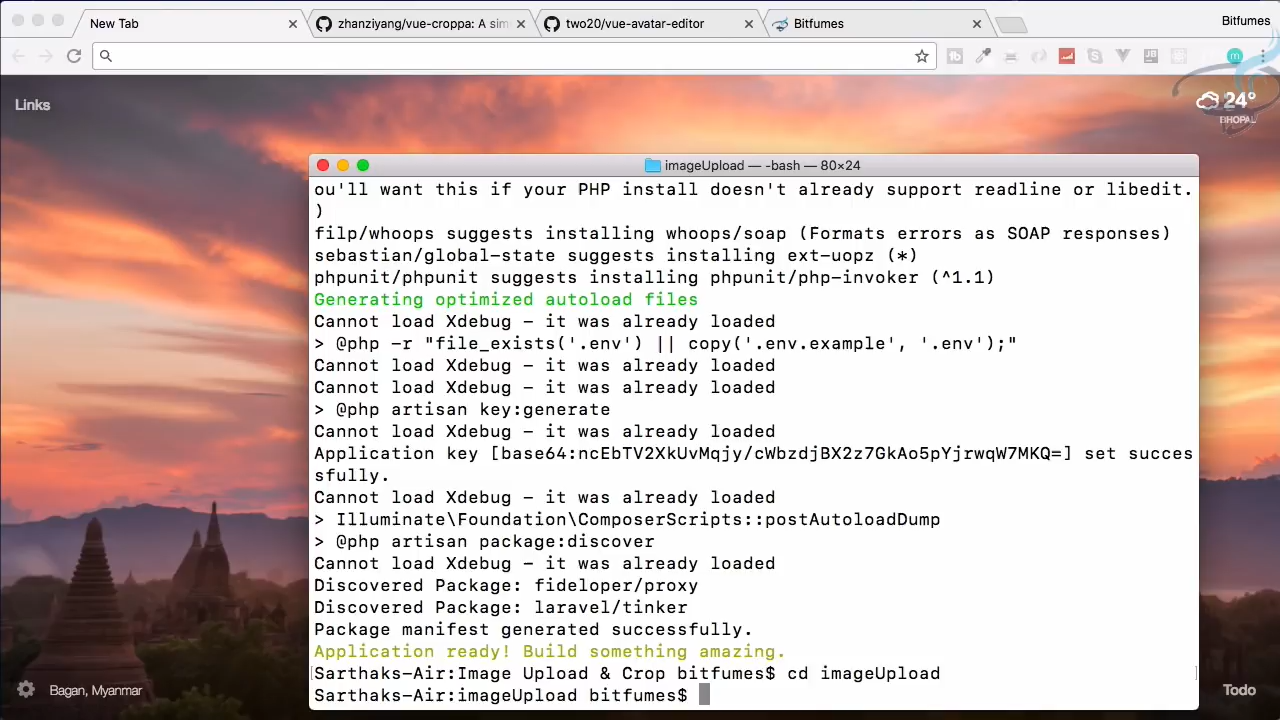 New Tab
zhanziyang/vue-croppa: A sim
two20/vue-avatar-editor
Bitfumes
Bitfumes
Links
24°
BHOPAL
imageUpload — -bash — 80×24
ou'll want this if your PHP install doesn't already support readline or libedit.
)
filp/whoops suggests installing whoops/soap (Formats errors as SOAP responses)
sebastian/global-state suggests installing ext-uopz (*)
phpunit/phpunit suggests installing phpunit/php-invoker (^1.1)
Generating optimized autoload files
Cannot load Xdebug - it was already loaded
> @php -r "file_exists('.env') || copy('.env.example', '.env');"
Cannot load Xdebug - it was already loaded
Cannot load Xdebug - it was already loaded
> @php artisan key:generate
Cannot load Xdebug - it was already loaded
Application key [base64:ncEbTV2XkUvMqjy/cWbzdjBX2z7GkAo5pYjrwqW7MKQ=] set succes
sfully.
Cannot load Xdebug - it was already loaded
> Illuminate\Foundation\ComposerScripts::postAutoloadDump
> @php artisan package:discover
Cannot load Xdebug - it was already loaded
Discovered Package: fideloper/proxy
Discovered Package: laravel/tinker
Package manifest generated successfully.
Application ready! Build something amazing.
[Sarthaks-Air:Image Upload & Crop bitfumes$ cd imageUpload ]
Sarthaks-Air:imageUpload bitfumes$
Bagan, Myanmar
Todo